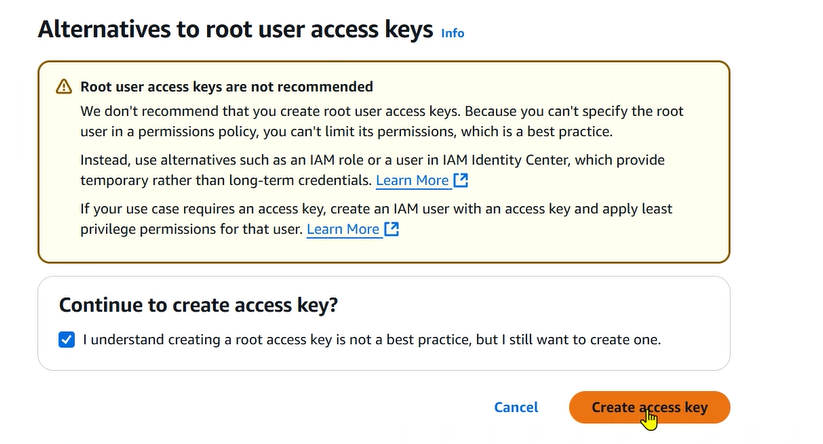 Alternatives to root user access keys Info
Root user access keys are not recommended
We don't recommend that you create root user access keys. Because you can't specify the root
user in a permissions policy, you can't limit its permissions, which is a best practice.
Instead, use alternatives such as an IAM role or a user in IAM Identity Center, which provide
temporary rather than long-term credentials. Learn More
If your use case requires an access key, create an IAM user with an access key and apply least
privilege permissions for that user. Learn More
Continue to create access key?
I understand creating a root access key is not a best practice, but I still want to create one.
Cancel Create access key